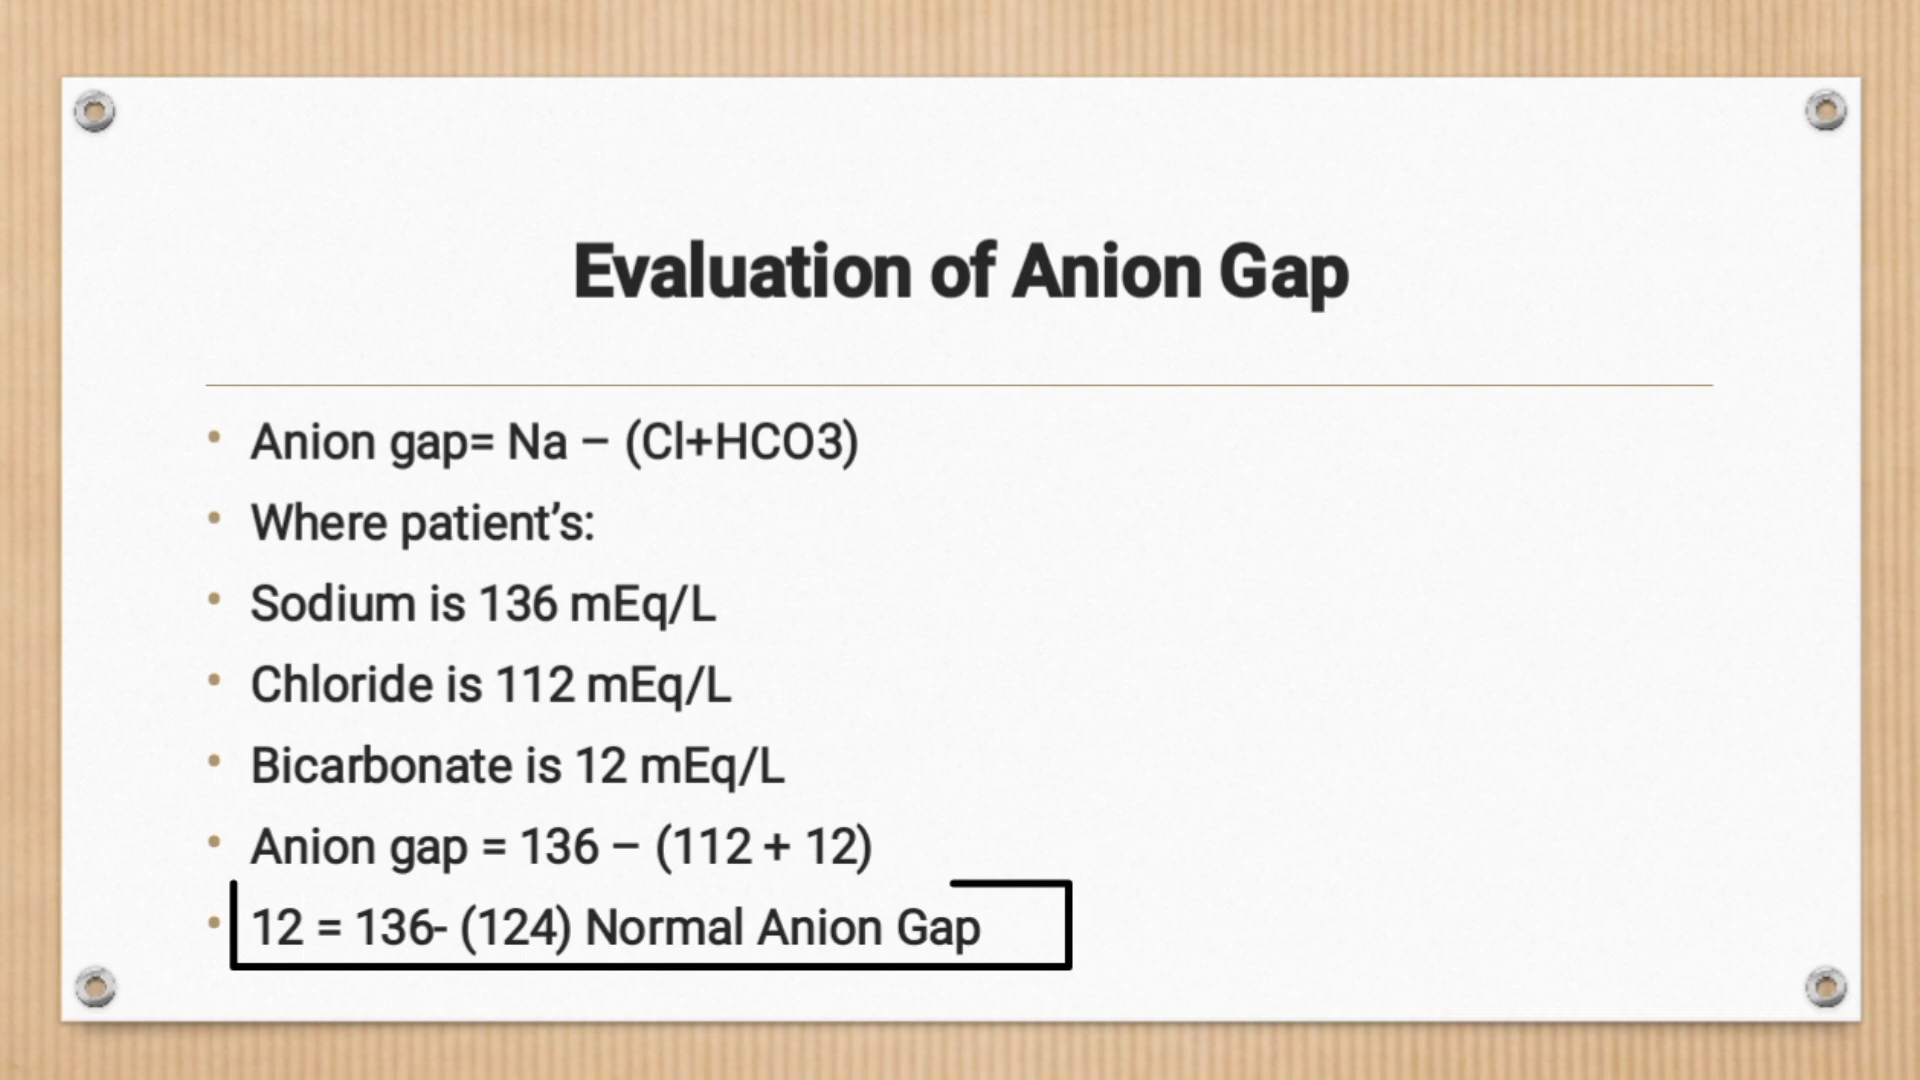 Evaluation of Anion Gap
• Anion gap= Na – (Cl+HCO3)
• Where patient’s:
• Sodium is 136 mEq/L
• Chloride is 112 mEq/L
• Bicarbonate is 12 mEq/L
• Anion gap = 136 – (112 + 12)
• 12 = 136- (124) Normal Anion Gap